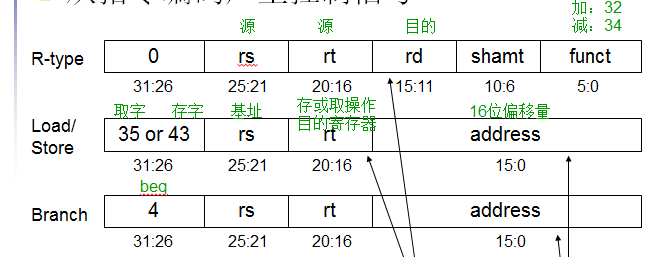 加：32
源 源 目的 减：34
R-type 0 rs rt rd shamt funct
31:26 25:21 20:16 15:11 10:6 5:0
取字 存字 基址 存或取操作 16位偏移量
目的寄存器
Load/
Store 35 or 43 rs rt address
31:26 25:21 20:16 15:0
beq
Branch 4 rs rt address
31:26 25:21 20:16 15:0